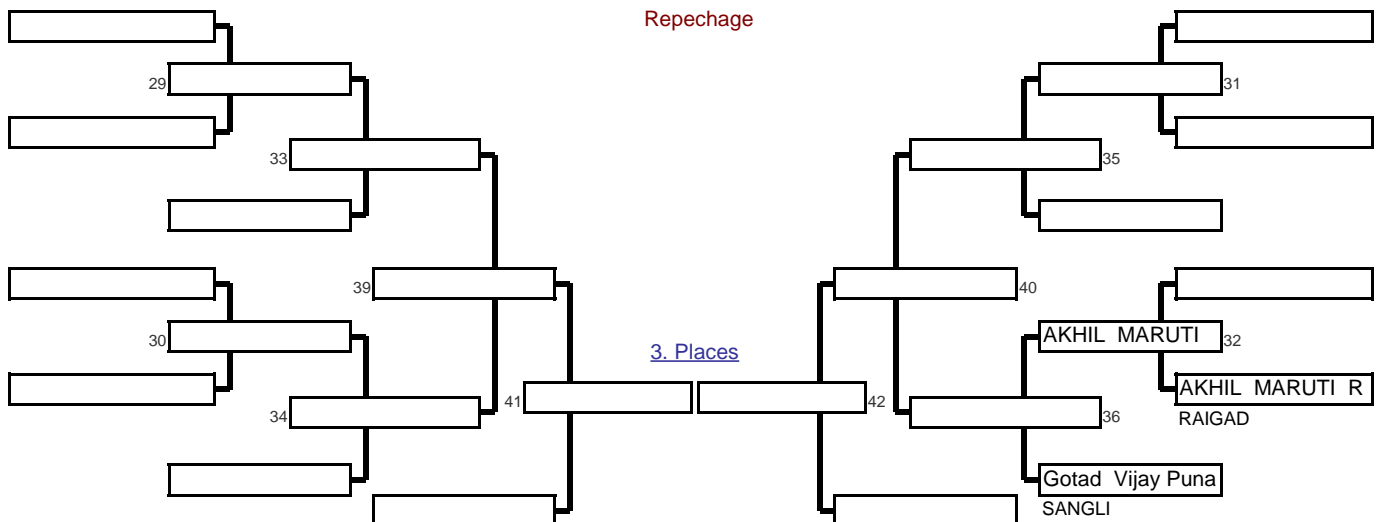 Repechage
29
31
33
35
39
40
30
AKHIL MARUTI
32
3. Places
AKHIL MARUTI R
RAIGAD
34
41
42
36
Gotad Vijay Puna
SANGLI